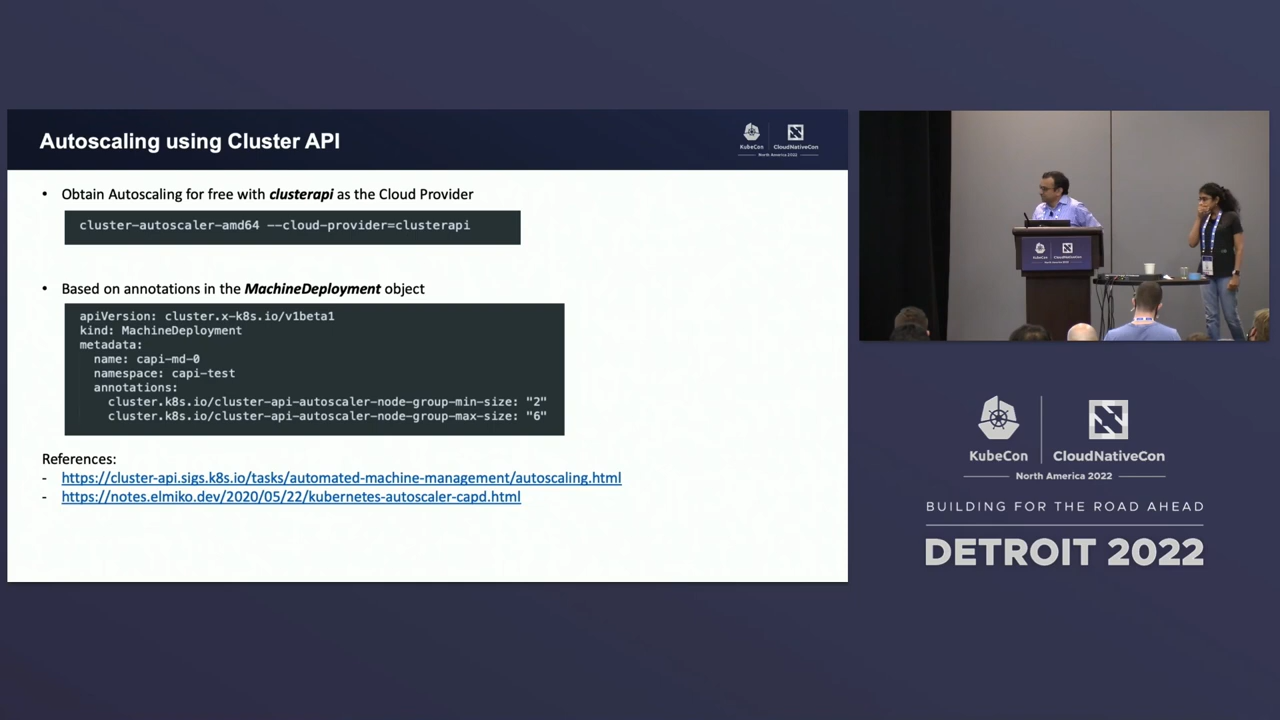 Autoscaling using Cluster API
KubeCon
CloudNativeCon
North America 2022
• Obtain Autoscaling for free with clusterapi as the Cloud Provider
cluster-autoscaler-amd64 --cloud-provider=clusterapi
• Based on annotations in the MachineDeployment object
apiVersion: cluster.x-k8s.io/v1beta1
kind: MachineDeployment
metadata:
name: capi-md-0
namespace: capi-test
annotations:
cluster.k8s.io/cluster-api-autoscaler-node-group-min-size: "2"
cluster.k8s.io/cluster-api-autoscaler-node-group-max-size: "6"
References:
- https://cluster-api.sigs.k8s.io/tasks/automated-machine-management/autoscaling.html
- https://notes.elmiko.dev/2020/05/22/kubernetes-autoscaler-capd.html
KubeCon
CloudNativeCon
North America 2022
KubeCon
CloudNativeCon
North America 2022
BUILDING FOR THE ROAD AHEAD
DETROIT 2022